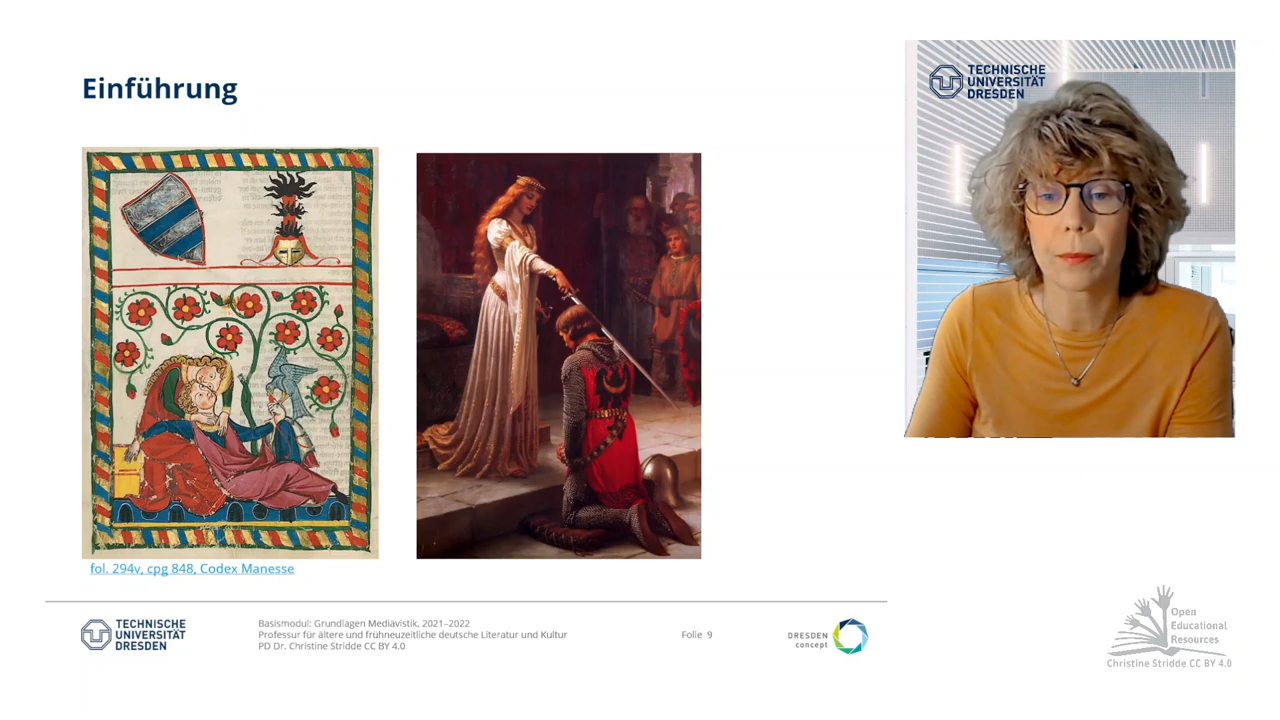 Einführung
TECHNISCHE
UNIVERSITÄT
DRESDEN
fol. 294v, cpg 848, Codex Manesse
TECHNISCHE
UNIVERSITÄT
DRESDEN
Basismodul: Grundlagen Mediävistik, 2021–2022
Professur für ältere und frühneuzeitliche deutsche Literatur und Kultur
PD Dr. Christine Stridde CC BY 4.0
Folie 9
DRESDEN
concept
Open
Educational
Resources
Christine Stridde CC BY 4.0